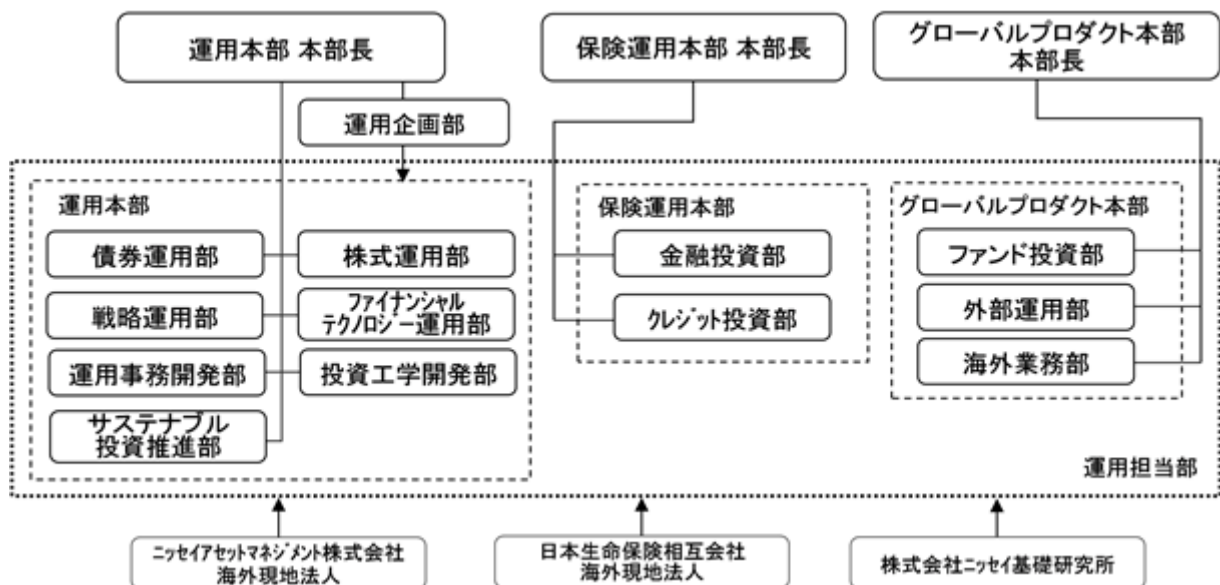 運用本部 本部長
保険運用本部 本部長
グローバルプロダクト本部
本部長
運用企画部
運用本部
債券運用部
株式運用部
戦略運用部
ファイナンシャル
テクノロジー運用部
運用事務開発部
投資工学開発部
サステナブル
投資推進部
保険運用本部
金融投資部
クレジット投資部
グローバルプロダクト本部
ファンド投資部
外部運用部
海外業務部
運用担当部
ニッセイアセットマネジメント株式会社
海外現地法人
日本生命保険相互会社
海外現地法人
株式会社ニッセイ基礎研究所